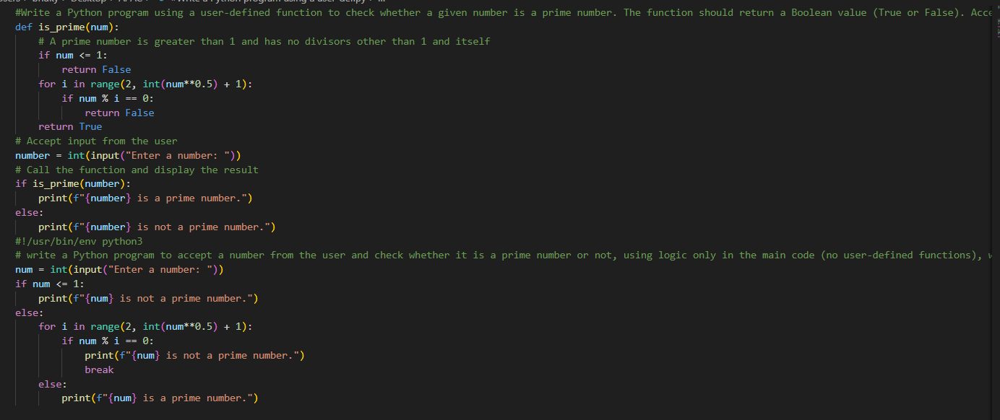 #Write a Python program using a user-defined function to check whether a given number is a prime number. The function should return a Boolean value (True or False).
def is_prime(num):
    # A prime number is greater than 1 and has no divisors other than 1 and itself
    if num <= 1:
        return False
    for i in range(2, int(num**0.5) + 1):
        if num % i == 0:
            return False
    return True
# Accept input from the user
number = int(input("Enter a number: "))
# Call the function and display the result
if is_prime(number):
    print(f"{number} is a prime number.")
else:
    print(f"{number} is not a prime number.")
#!/usr/bin/env python3
# write a Python program to accept a number from the user and check whether it is a prime number or not, using logic only in the main code (no user-defined functions),
num = int(input("Enter a number: "))
if num <= 1:
    print(f"{num} is not a prime number.")
else:
    for i in range(2, int(num**0.5) + 1):
        if num % i == 0:
            print(f"{num} is not a prime number.")
            break
    else:
        print(f"{num} is a prime number.")